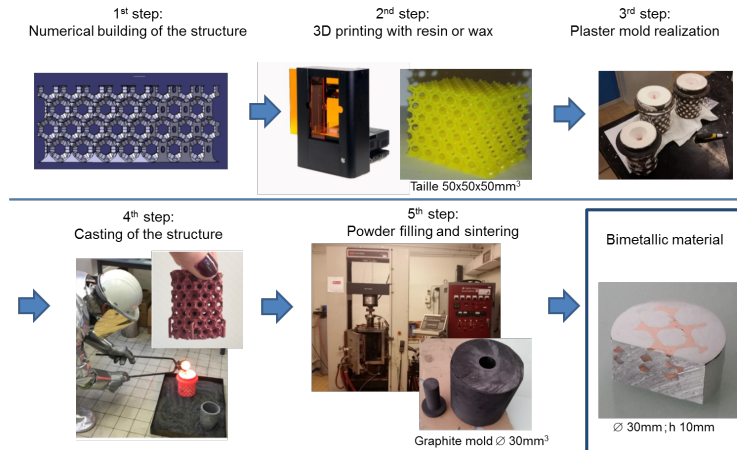 1st step:
Numerical building of the structure
2nd step:
3D printing with resin or wax
3rd step:
Plaster mold realization
Taille 50x50x50mm3
4th step:
Casting of the structure
5th step:
Powder filling and sintering
Bimetallic material
Graphite mold ∅ 30mm3
∅ 30mm ; h 10mm